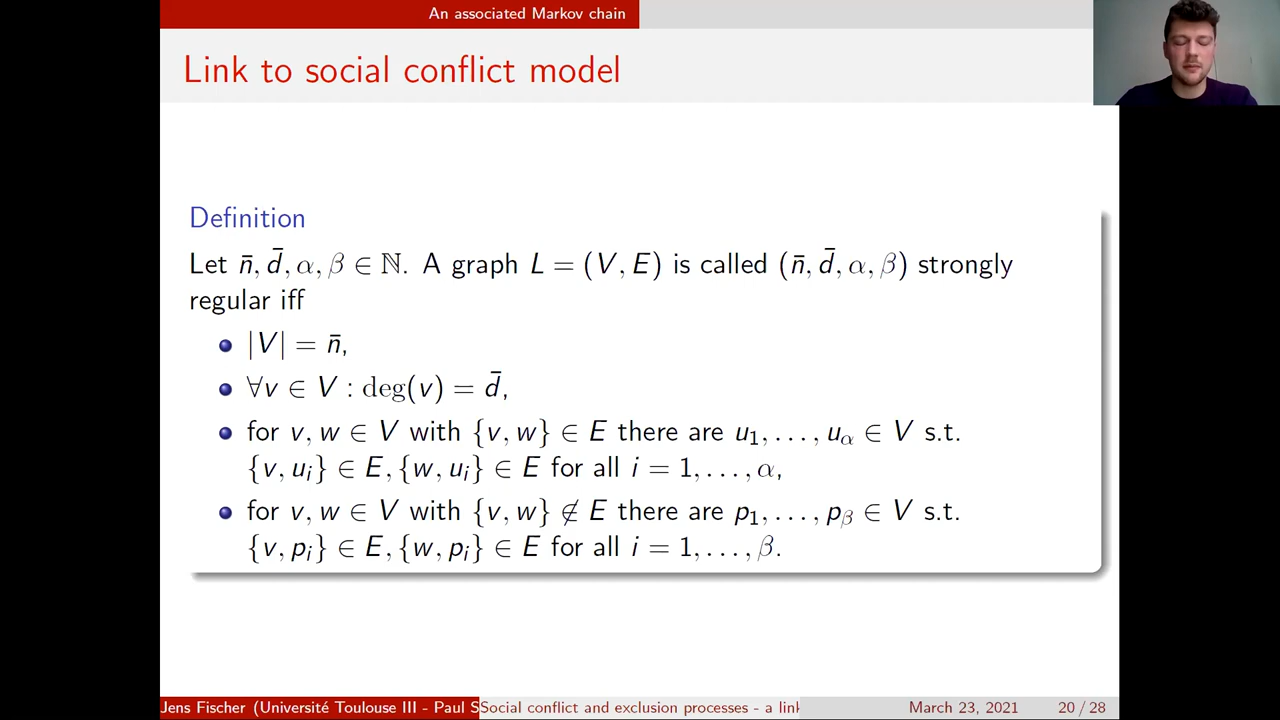 An associated Markov chain
Link to social conflict model
Definition
Let n̄, d̄, α, β ∈ ℕ. A graph L = (V, E) is called (n̄, d̄, α, β) strongly
regular iff
|V| = n̄,
∀v ∈ V : deg(v) = d̄,
for v, w ∈ V with {v, w} ∈ E there are u₁, . . . , uα ∈ V s.t.
{v, uᵢ} ∈ E, {w, uᵢ} ∈ E for all i = 1, . . . , α,
for v, w ∈ V with {v, w} ∉ E there are p₁, . . . , pβ ∈ V s.t.
{v, pᵢ} ∈ E, {w, pᵢ} ∈ E for all i = 1, . . . , β.
Jens Fischer (Université Toulouse III - Paul S Social conflict and exclusion processes - a link March 23, 2021 20 / 28